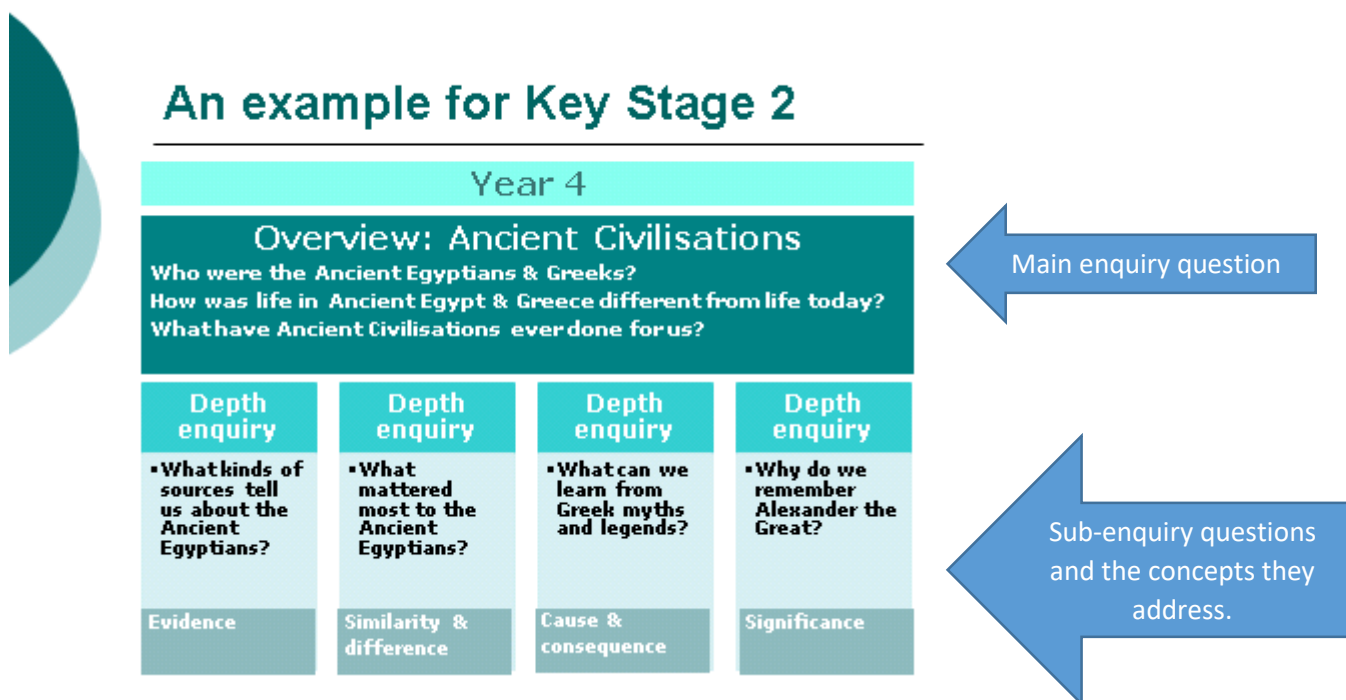 An example for Key Stage 2
Year 4
Overview: Ancient Civilisations
Who were the Ancient Egyptians & Greeks?
How was life in Ancient Egypt & Greece different from life today?
What have Ancient Civilisations ever done for us?
Main enquiry question
Depth
enquiry
▪What kinds of
sources tell
us about the
Ancient
Egyptians?
Evidence
Depth
enquiry
▪What
mattered
most to the
Ancient
Egyptians?
Similarity &
difference
Depth
enquiry
▪What can we
learn from
Greek myths
and legends?
Cause &
consequence
Depth
enquiry
▪Why do we
remember
Alexander the
Great?
Significance
Sub-enquiry questions
and the concepts they
address.